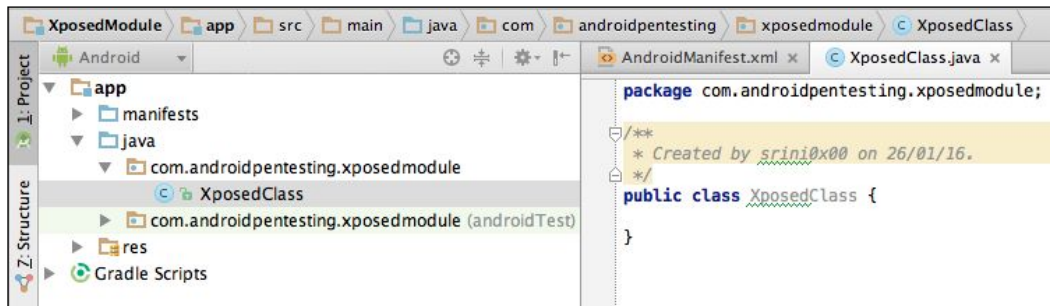 XposedModule app src main java com androidpentesting xposedmodule XposedClass
1: Project
Z: Structure
Android
app
manifests
java
com.androidpentesting.xposedmodule
XposedClass
com.androidpentesting.xposedmodule (androidTest)
res
Gradle Scripts
AndroidManifest.xml
XposedClass.java
package com.androidpentesting.xposedmodule;
/**
* Created by srini0x00 on 26/01/16.
*/
public class XposedClass {
}